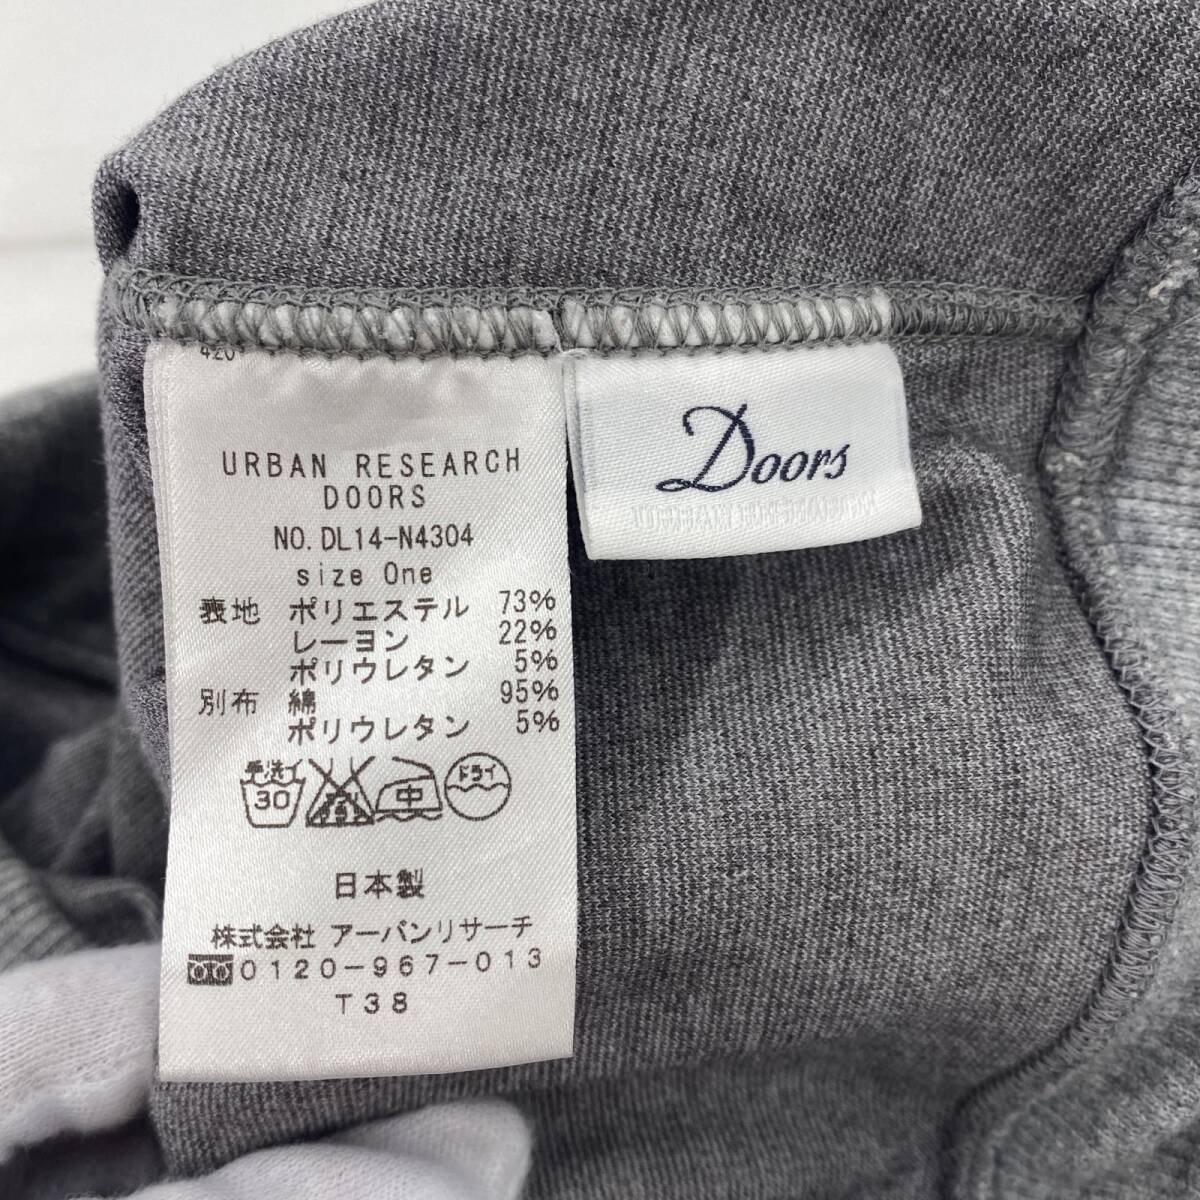 420
URBAN RESEARCH
DOORS
NO. DL14-N4304
size One
表地 ポリエステル 73%
レーヨン 22%
ポリウレタン 5%
別布 綿 95%
ポリウレタン 5%
手洗イ 30 中 ドライ
日本製
株式会社 アーバンリサーチ
0120-967-013
T38
Doors